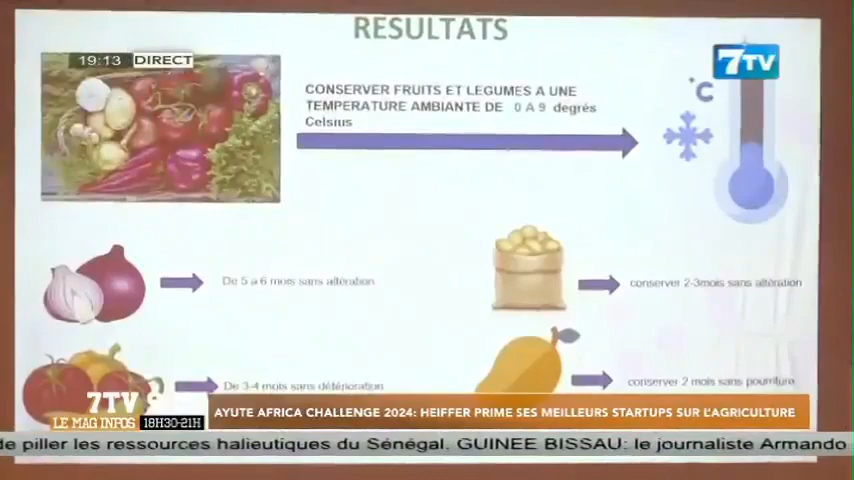 RESULTATS
19:13 DIRECT
7TV
CONSERVER FRUITS ET LEGUMES A UNE
TEMPERATURE AMBIANTE DE 0 A 9 degrés
Celsius
°C
De 5 a 6 mois sans altération
conserver 2-3mois sans altération
De 3-4 mois sans détérioration
conserver 2 mois sans pourriture
7TV
LE MAG INFOS 18H30-21H
AYUTE AFRICA CHALLENGE 2024: HEIFFER PRIME SES MEILLEURS STARTUPS SUR L'AGRICULTURE
de piller les ressources halieutiques du Sénégal. GUINEE BISSAU: le journaliste Armando